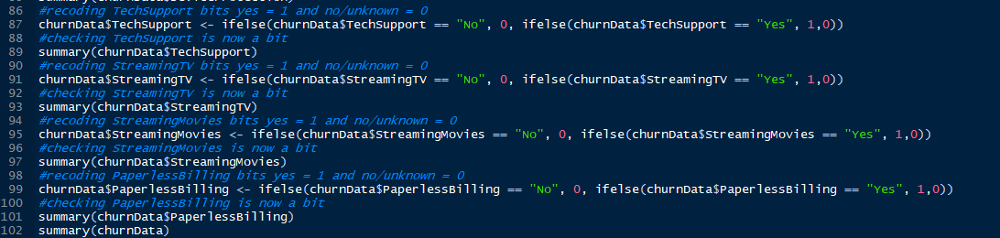 86 #recoding TechSupport bits yes = 1 and no/unknown = 0
87 churnData$TechSupport <- ifelse(churnData$TechSupport == "No", 0, ifelse(churnData$TechSupport == "Yes", 1,0))
88 #checking TechSupport is now a bit
89 summary(churnData$TechSupport)
90 #recoding StreamingTV bits yes = 1 and no/unknown = 0
91 churnData$StreamingTV <- ifelse(churnData$StreamingTV == "No", 0, ifelse(churnData$StreamingTV == "Yes", 1,0))
92 #checking StreamingTV is now a bit
93 summary(churnData$StreamingTV)
94 #recoding StreamingMovies bits yes = 1 and no/unknown = 0
95 churnData$StreamingMovies <- ifelse(churnData$StreamingMovies == "No", 0, ifelse(churnData$StreamingMovies == "Yes", 1,0))
96 #checking StreamingMovies is now a bit
97 summary(churnData$StreamingMovies)
98 #recoding PaperlessBilling bits yes = 1 and no/unknown = 0
99 churnData$PaperlessBilling <- ifelse(churnData$PaperlessBilling == "No", 0, ifelse(churnData$PaperlessBilling == "Yes", 1,0))
100 #checking PaperlessBilling is now a bit
101 summary(churnData$PaperlessBilling)
102 summary(churnData)